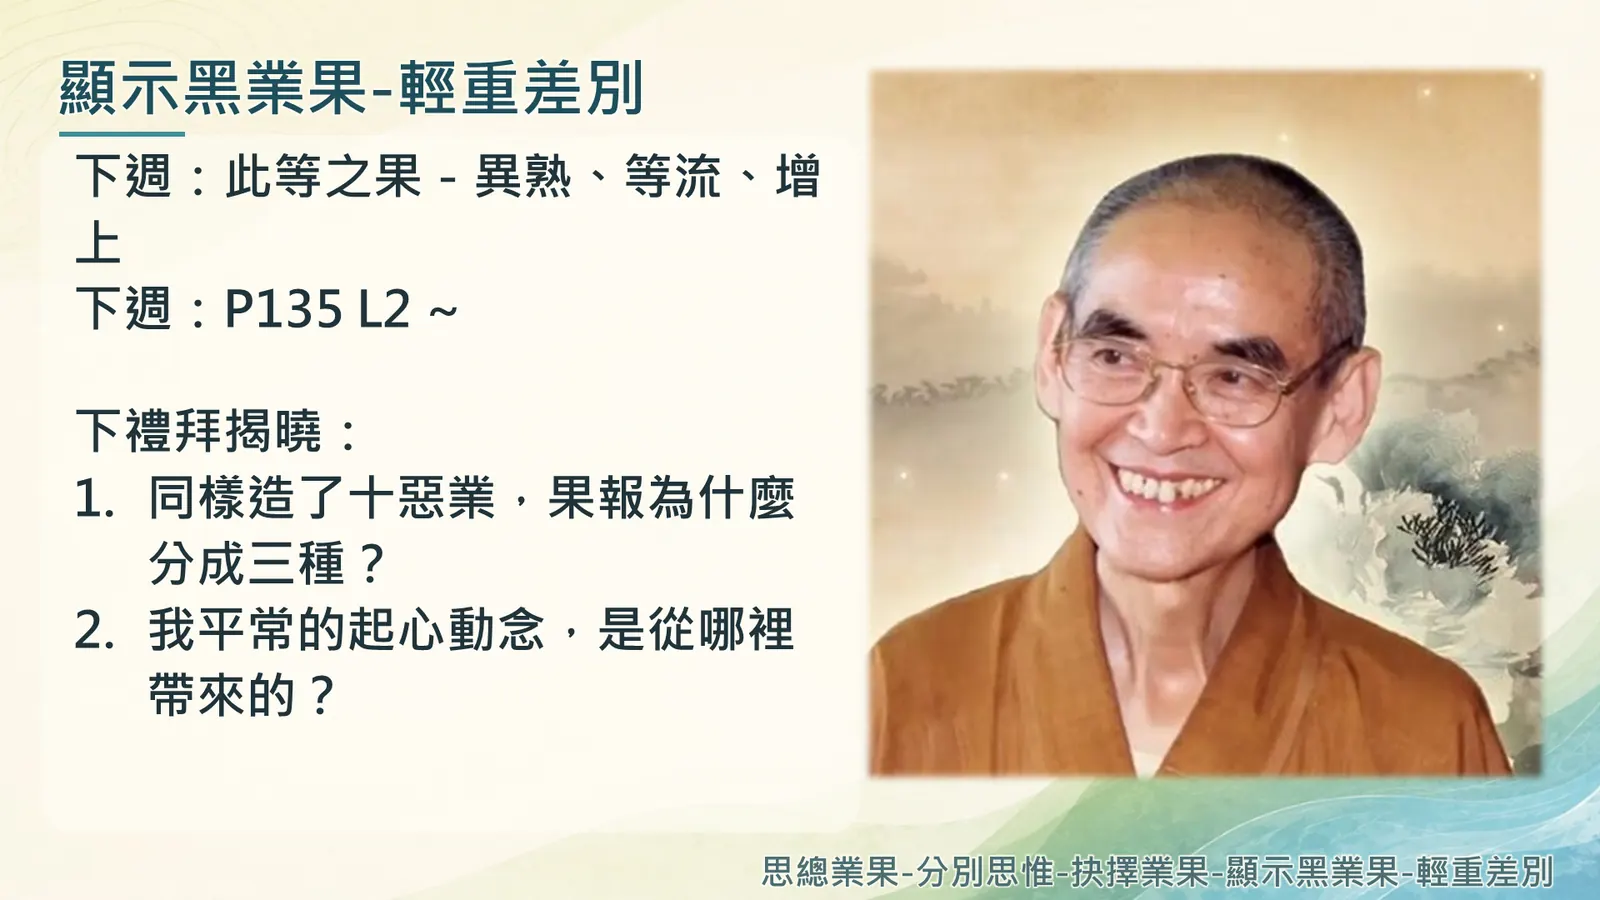 顯示黑業果-輕重差別
下週：此等之果 - 異熟、等流、增
上
下週：P135 L2 ~
下禮拜揭曉：
1. 同樣造了十惡業，果報為什麼
分成三種？
2. 我平常的起心動念，是從哪裡
帶來的？
思總業果-分別思惟-抉擇業果-顯示黑業果-輕重差別